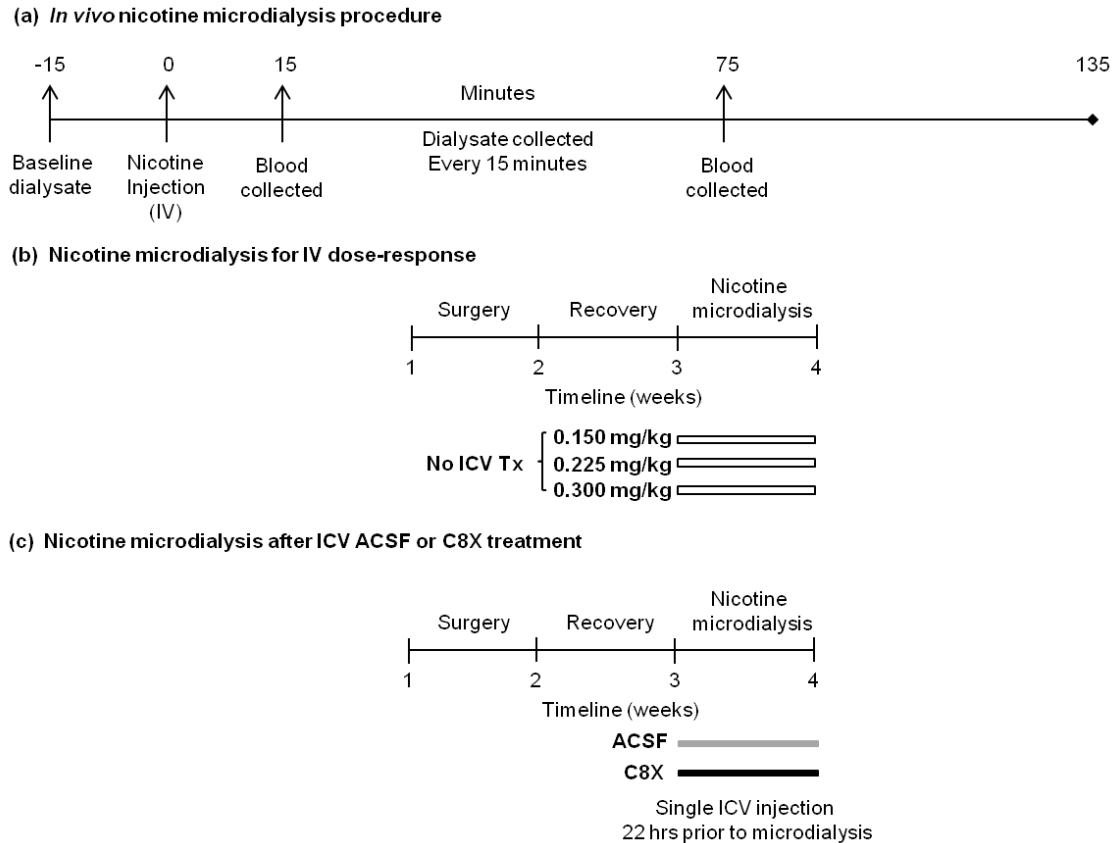 (a) In vivo nicotine microdialysis procedure
-15 0 15 75 135
Minutes
Dialysate collected
Every 15 minutes
Baseline
dialysate
Nicotine
Injection
(IV)
Blood
collected
Blood
collected
(b) Nicotine microdialysis for IV dose-response
Surgery Recovery Nicotine
microdialysis
1 2 3 4
Timeline (weeks)
No ICV Tx
0.150 mg/kg
0.225 mg/kg
0.300 mg/kg
(c) Nicotine microdialysis after ICV ACSF or C8X treatment
Surgery Recovery Nicotine
microdialysis
1 2 3 4
Timeline (weeks)
ACSF
C8X
Single ICV injection
22 hrs prior to microdialysis